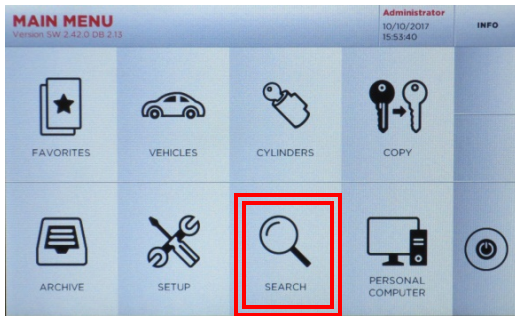 MAIN MENU
Version SW 2.42.0 DB 2.13
Administrator
10/10/2017
15:53:40
INFO
FAVORITES
VEHICLES
CYLINDERS
COPY
ARCHIVE
SETUP
SEARCH
PERSONAL
COMPUTER